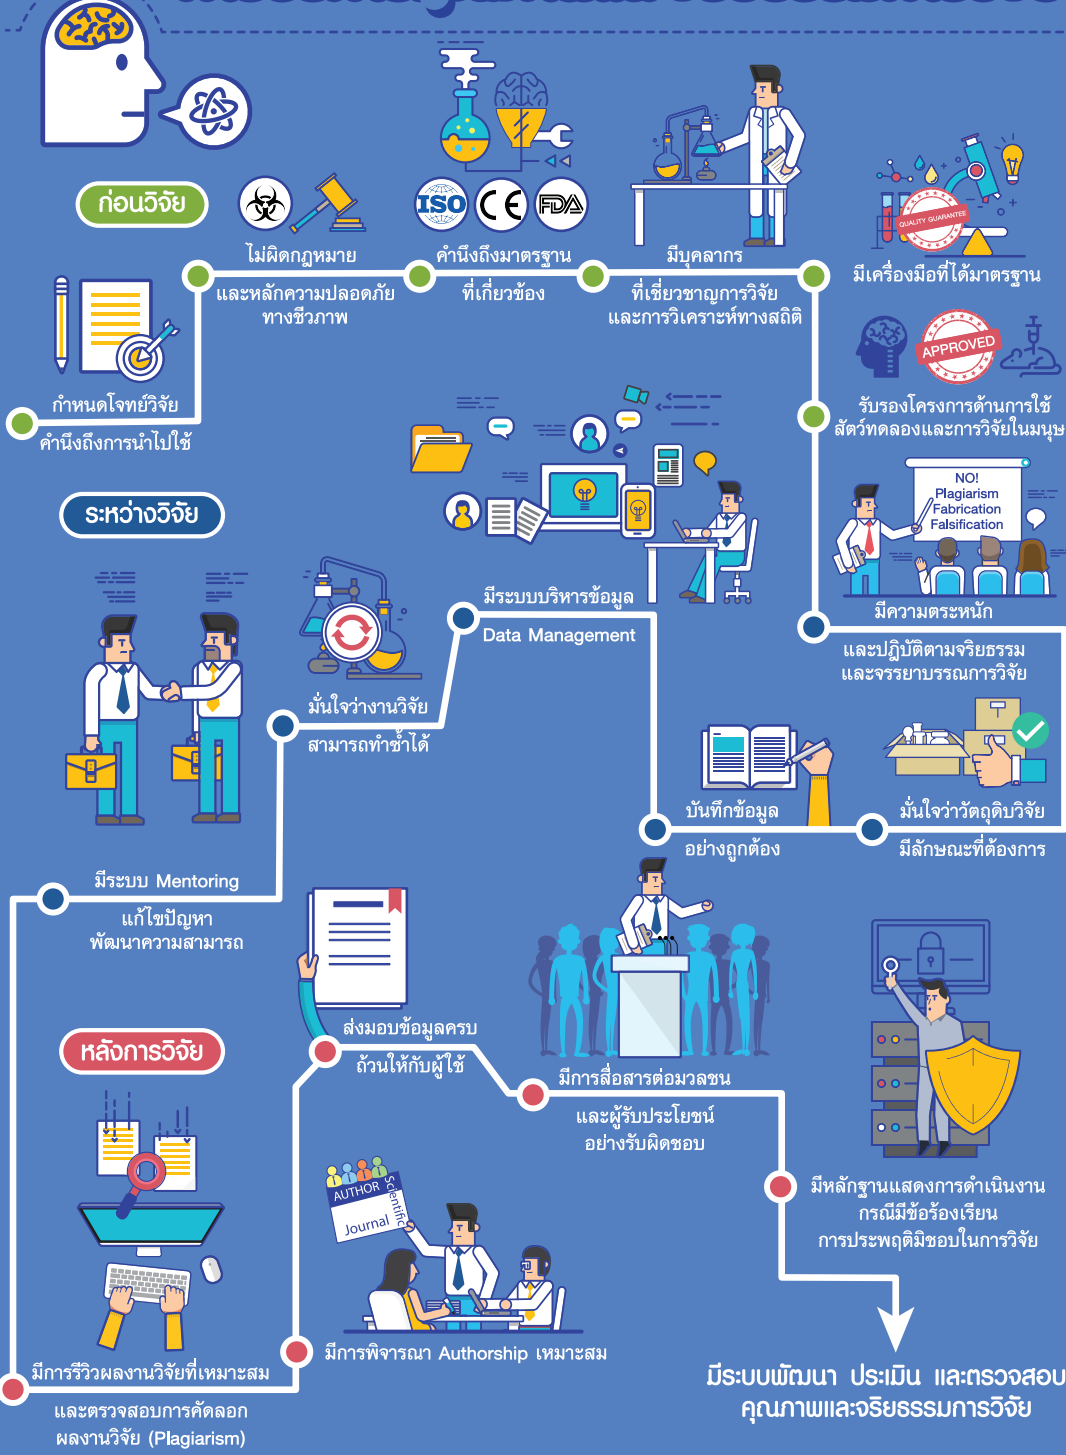 ก่อนวิจัย
กำหนดโจทย์วิจัย
คำนึงถึงการนำไปใช้
ไม่ผิดกฎหมาย
และหลักความปลอดภัย
ทางชีวภาพ
ISO
CE
FDA
คำนึงถึงมาตรฐาน
ที่เกี่ยวข้อง
มีบุคลากร
ที่เชี่ยวชาญการวิจัย
และการวิเคราะห์ทางสถิติ
QUALITY GUARANTEE
มีเครื่องมือที่ได้มาตรฐาน
APPROVED
รับรองโครงการด้านการใช้
สัตว์ทดลองและการวิจัยในมนุษ
ระหว่างวิจัย
NO!
Plagiarism
Fabrication
Falsification
มีความตระหนัก
และปฎิบัติตามจริยธรรม
และจรรยาบรรณการวิจัย
มั่นใจว่าวัตถุดิบวิจัย
มีลักษณะที่ต้องการ
บันทึกข้อมูล
อย่างถูกต้อง
มีระบบบริหารข้อมูล
Data Management
มั่นใจว่างานวิจัย
สามารถทำซ้ำได้
มีระบบ Mentoring
แก้ไขปัญหา
พัฒนาความสามารถ
หลังการวิจัย
มีการรีวิวผลงานวิจัยที่เหมาะสม
และตรวจสอบการคัดลอก
ผลงานวิจัย (Plagiarism)
AUTHOR
Scientific
Journal
มีการพิจารณา Authorship เหมาะสม
ส่งมอบข้อมูลครบ
ถ้วนให้กับผู้ใช้
มีการสื่อสารต่อมวลชน
และผู้รับประโยชน์
อย่างรับผิดชอบ
มีหลักฐานแสดงการดำเนินงาน
กรณีมีข้อร้องเรียน
การประพฤติมิชอบในการวิจัย
มีระบบพัฒนา ประเมิน และตรวจสอบ
คุณภาพและจริยธรรมการวิจัย